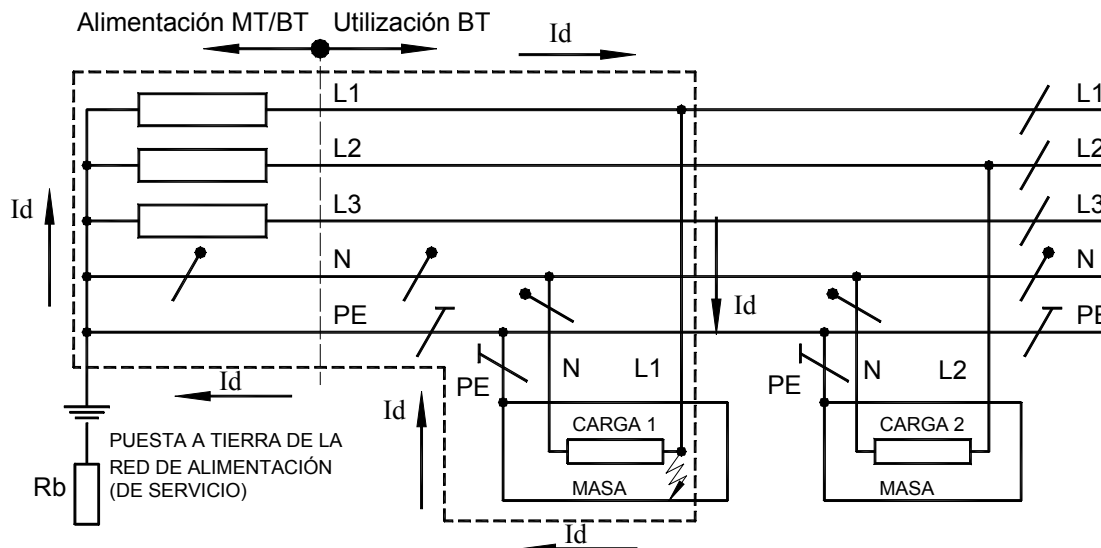 Alimentación MT/BT Utilización BT
Id
L1 L1
L2 L2
Id
L3 L3
N N
Id
PE PE
PE N L1 PE N L2
Id Id
CARGA 1 CARGA 2
PUESTA A TIERRA DE LA
RED DE ALIMENTACIÓN
(DE SERVICIO)
Rb
MASA MASA
Id